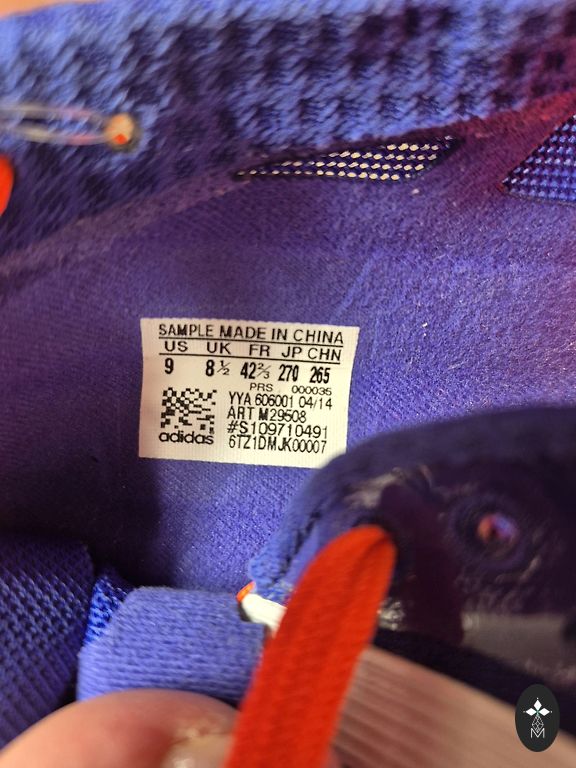 SAMPLE MADE IN CHINA
US UK FR JP CHN
9 8½ 42⅔ 270 265
PRS 000035
YYA 606001 04/14
ART M29508
#S109710491
6TZ1DMJK00007
adidas